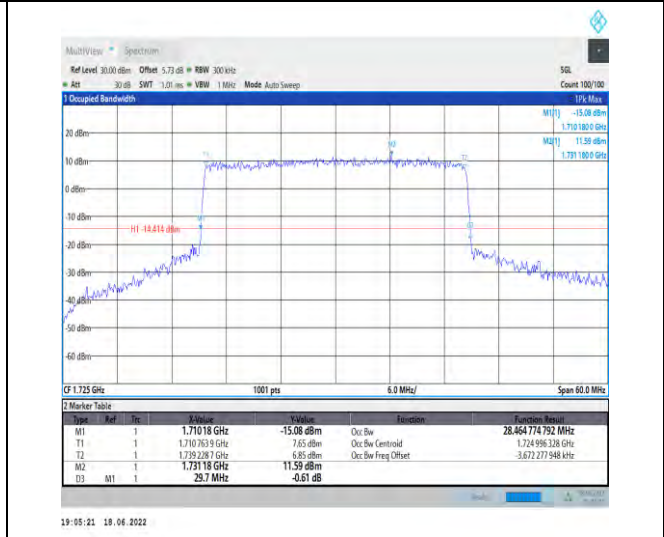 MultiView Spectrum
Ref Level 30.00 dBm Offset 5.73 dB RBW 300 kHz SGL
Att 30 dB SWT 1.01 ms VBW 1 MHz Mode Auto Sweep Count 100/100
1 Occupied Bandwidth 1Pk Max
M1[1] -15.08 dBm
1.710 180 0 GHz
M2[1] 11.59 dBm
1.731 180 0 GHz
20 dBm
10 dBm
0 dBm
-10 dBm
H1 -14.414 dBm
-20 dBm
-30 dBm
-40 dBm
-50 dBm
-60 dBm
CF 1.725 GHz 1001 pts 6.0 MHz/ Span 60.0 MHz
2 Marker Table
Type Ref Trc X-Value Y-Value Function Function Result
M1 1 1.71018 GHz -15.08 dBm Occ Bw 28.464 774 792 MHz
T1 1 1.710 763 9 GHz 7.65 dBm Occ Bw Centroid 1.724 996 328 GHz
T2 1 1.739 228 7 GHz 6.85 dBm Occ Bw Freq Offset -3.672 277 948 kHz
M2 1 1.73118 GHz 11.59 dBm
D3 M1 1 29.7 MHz -0.61 dB
19:05:21 18.06.2022